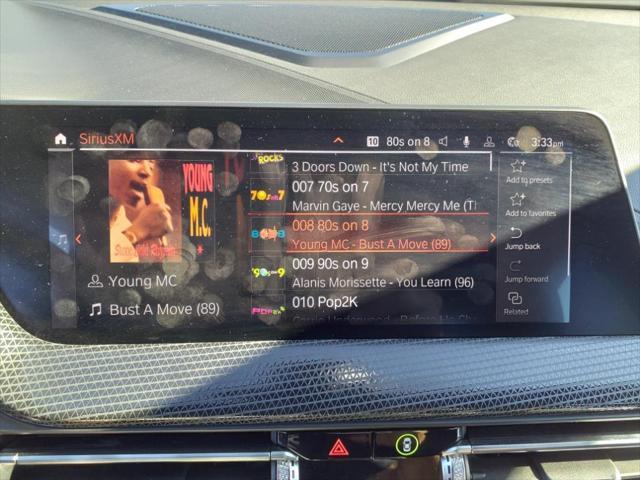 SiriusXM
10 80s on 8
3:33pm
YOUNG
M.C.
Young MC
Bust A Move (89)
ROCKS
3 Doors Down - It's Not My Time
007 70s on 7
Marvin Gaye - Mercy Mercy Me (T
008 80s on 8
Young MC - Bust A Move (89)
009 90s on 9
Alanis Morissette - You Learn (96)
010 Pop2K
POP2K
Add to presets
Add to favorites
Jump back
Jump forward
Related